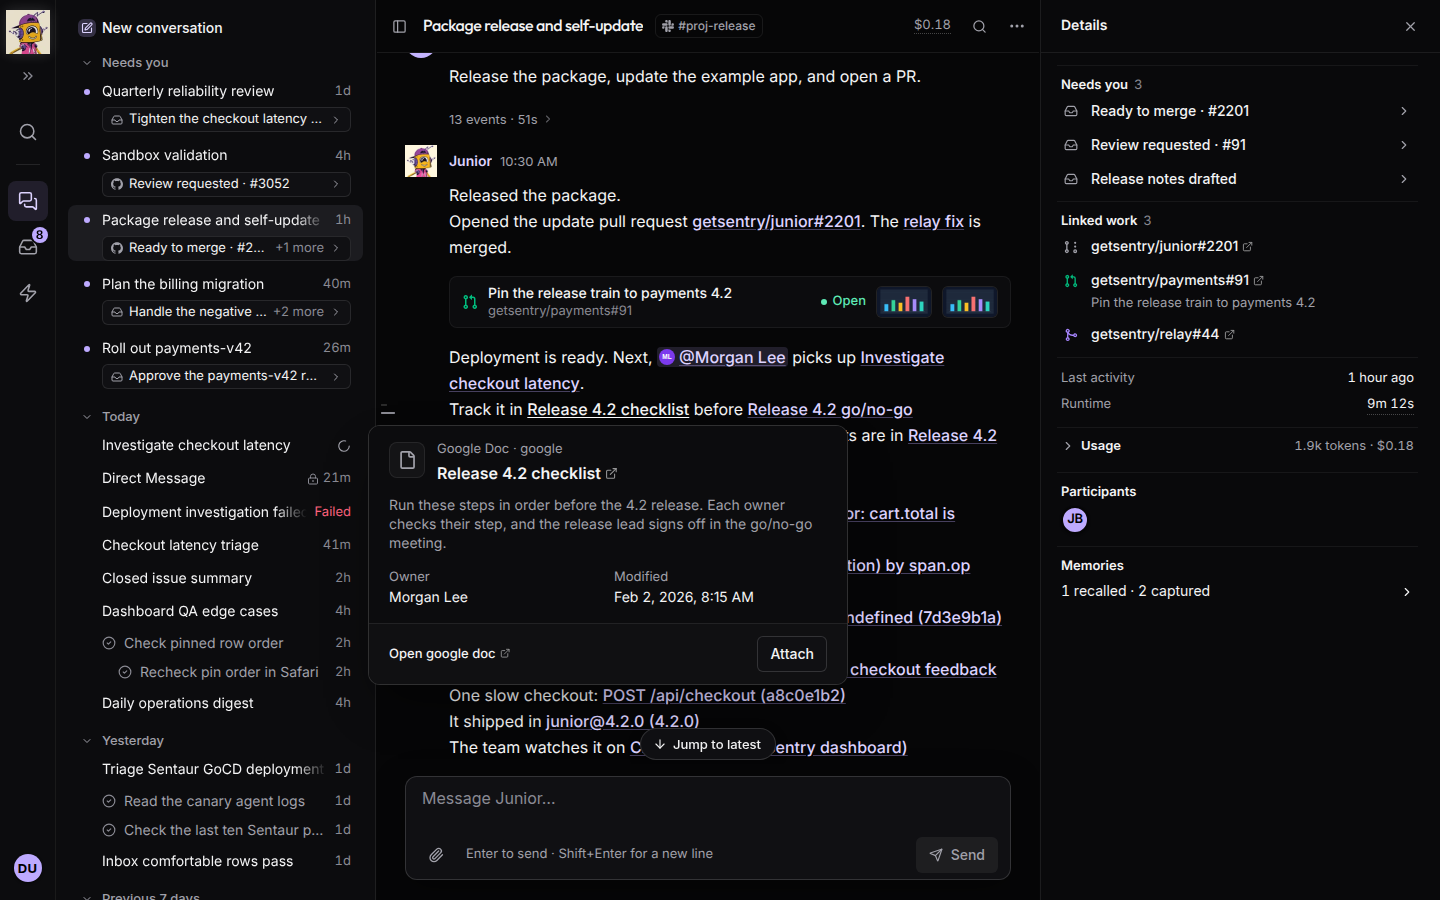 New conversation
Needs you
Quarterly reliability review 1d
Tighten the checkout latency ...
Sandbox validation 4h
Review requested · #3052
Package release and self-update 1h
Ready to merge · #2... +1 more
Plan the billing migration 40m
Handle the negative ... +2 more
Roll out payments-v42 26m
Approve the payments-v42 r...
Today
Investigate checkout latency
Direct Message 21m
Deployment investigation failed Failed
Checkout latency triage 41m
Closed issue summary 2h
Dashboard QA edge cases 4h
Check pinned row order 2h
Recheck pin order in Safari 2h
Daily operations digest 4h
Yesterday
Triage Sentaur GoCD deployment 1d
Read the canary agent logs 1d
Check the last ten Sentaur p... 1d
Inbox comfortable rows pass 1d
Previous 7 days
8
DU
Package release and self-update #proj-release $0.18
Release the package, update the example app, and open a PR.
13 events · 51s
Junior 10:30 AM
Released the package.
Opened the update pull request getsentry/junior#2201. The relay fix is
merged.
Pin the release train to payments 4.2
getsentry/payments#91
Open
Deployment is ready. Next, ML @Morgan Lee picks up Investigate
checkout latency.
Track it in Release 4.2 checklist before Release 4.2 go/no-go
s are in Release 4.2
Google Doc · google
Release 4.2 checklist
Run these steps in order before the 4.2 release. Each owner
checks their step, and the release lead signs off in the go/no-go
meeting.
Owner Modified
Morgan Lee Feb 2, 2026, 8:15 AM
Open google doc Attach
or: cart.total is
tion) by span.op
ndefined (7d3e9b1a)
checkout feedback
One slow checkout: POST /api/checkout (a8c0e1b2)
It shipped in junior@4.2.0 (4.2.0)
The team watches it on C entry dashboard)
Jump to latest
Message Junior...
Enter to send · Shift+Enter for a new line
Send
Details
Needs you 3
Ready to merge · #2201
Review requested · #91
Release notes drafted
Linked work 3
getsentry/junior#2201
getsentry/payments#91
Pin the release train to payments 4.2
getsentry/relay#44
Last activity 1 hour ago
Runtime 9m 12s
Usage 1.9k tokens · $0.18
Participants
JB
Memories
1 recalled · 2 captured